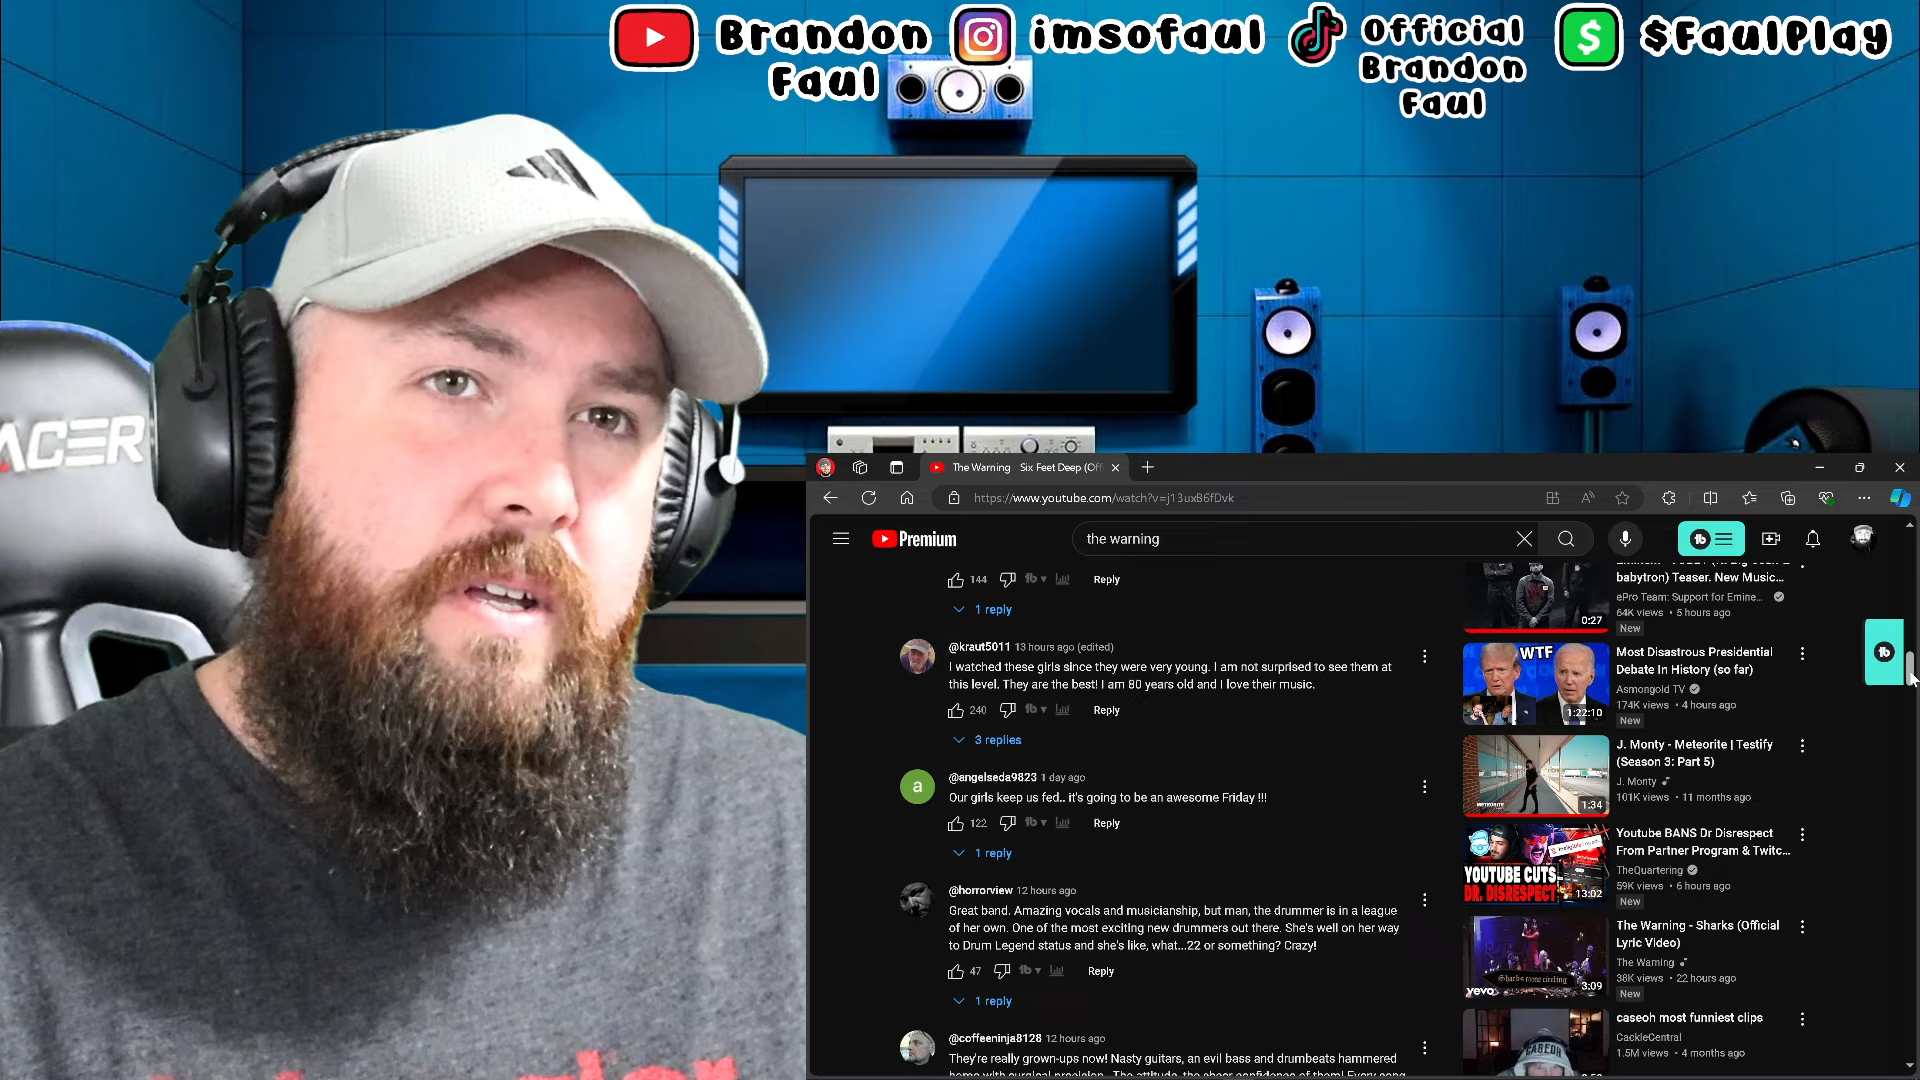 Brandon
Faul
imsofaul
Official
Brandon
Faul
$FaulPlay
ACER
The Warning Six Feet Deep (Off
https://www.youtube.com/watch?v=j13uxB6fDvk
Premium
the warning
144
Reply
1 reply
@kraut5011 13 hours ago (edited)
I watched these girls since they were very young. I am not surprised to see them at
this level. They are the best! I am 80 years old and I love their music.
240
Reply
3 replies
a
@angelseda9823 1 day ago
Our girls keep us fed.. it's going to be an awesome Friday !!!
122
Reply
1 reply
@horrorview 12 hours ago
Great band. Amazing vocals and musicianship, but man, the drummer is in a league
of her own. One of the most exciting new drummers out there. She's well on her way
to Drum Legend status and she's like, what...22 or something? Crazy!
47
Reply
1 reply
@coffeeninja8128 12 hours ago
They're really grown-ups now! Nasty guitars, an evil bass and drumbeats hammered
babytron) Teaser. New Music...
ePro Team: Support for Emine...
64K views • 5 hours ago
New
0:27
WTF
1:22:10
Most Disastrous Presidential
Debate In History (so far)
Asmongold TV
174K views • 4 hours ago
New
METEORITE
1:34
J. Monty - Meteorite | Testify
(Season 3: Part 5)
J. Monty
101K views • 11 months ago
YOUTUBE CUTS
DR. DISRESPECT
13:02
Youtube BANS Dr Disrespect
From Partner Program & Twitc...
TheQuartering
59K views • 6 hours ago
New
Sharks come circling
vevo
3:09
The Warning - Sharks (Official
Lyric Video)
The Warning
38K views • 22 hours ago
New
CASEOH
caseoh most funniest clips
CackleCentral
1.5M views • 4 months ago